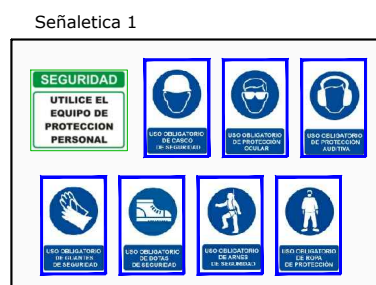 Señaletica 1
SEGURIDAD
UTILICE EL
EQUIPO DE
PROTECCION
PERSONAL
USO OBLIGATORIO
DE CASCO
DE SEGURIDAD
USO OBLIGATORIO
DE PROTECCIÓN
OCULAR
USO OBLIGATORIO
DE PROTECCIÓN
AUDITIVA
USO OBLIGATORIO
DE GUANTES
DE SEGURIDAD
USO OBLIGATORIO
DE BOTAS
DE SEGURIDAD
USO OBLIGATORIO
DE ARNES
DE SEGURIDAD
USO OBLIGATORIO
DE ROPA
DE PROTECCIÓN